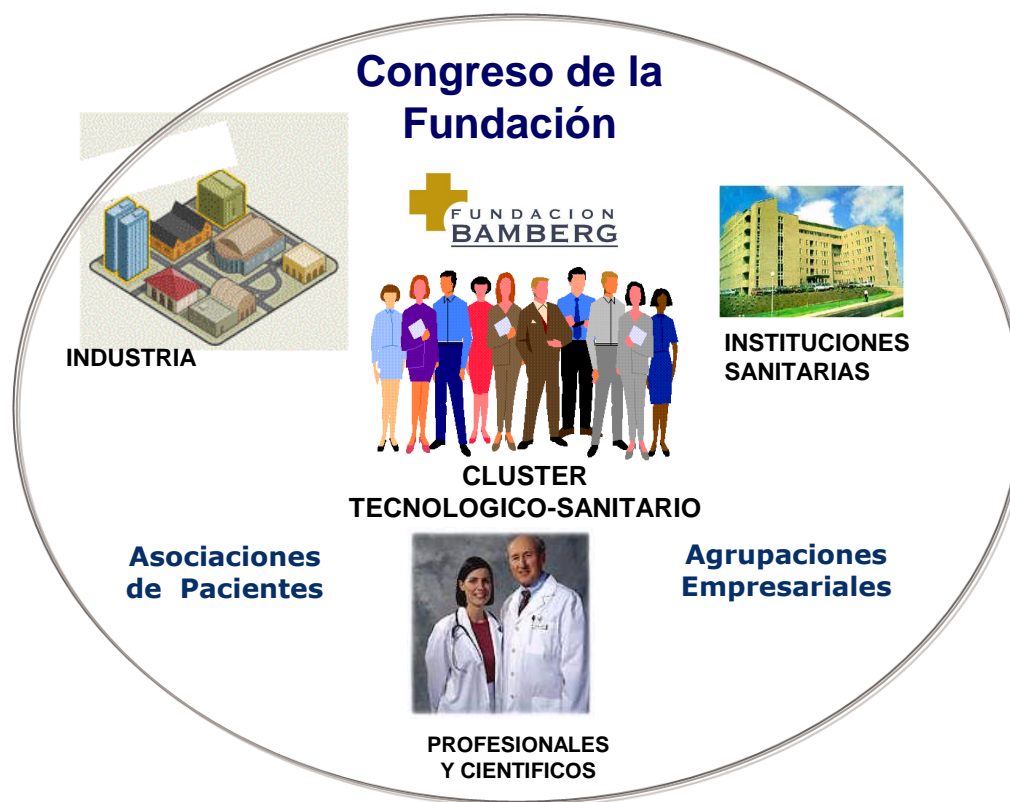 Congreso de la
Fundación
FUNDACION
BAMBERG
INDUSTRIA
INSTITUCIONES
SANITARIAS
CLUSTER
TECNOLOGICO-SANITARIO
Asociaciones
de Pacientes
Agrupaciones
Empresariales
PROFESIONALES
Y CIENTIFICOS